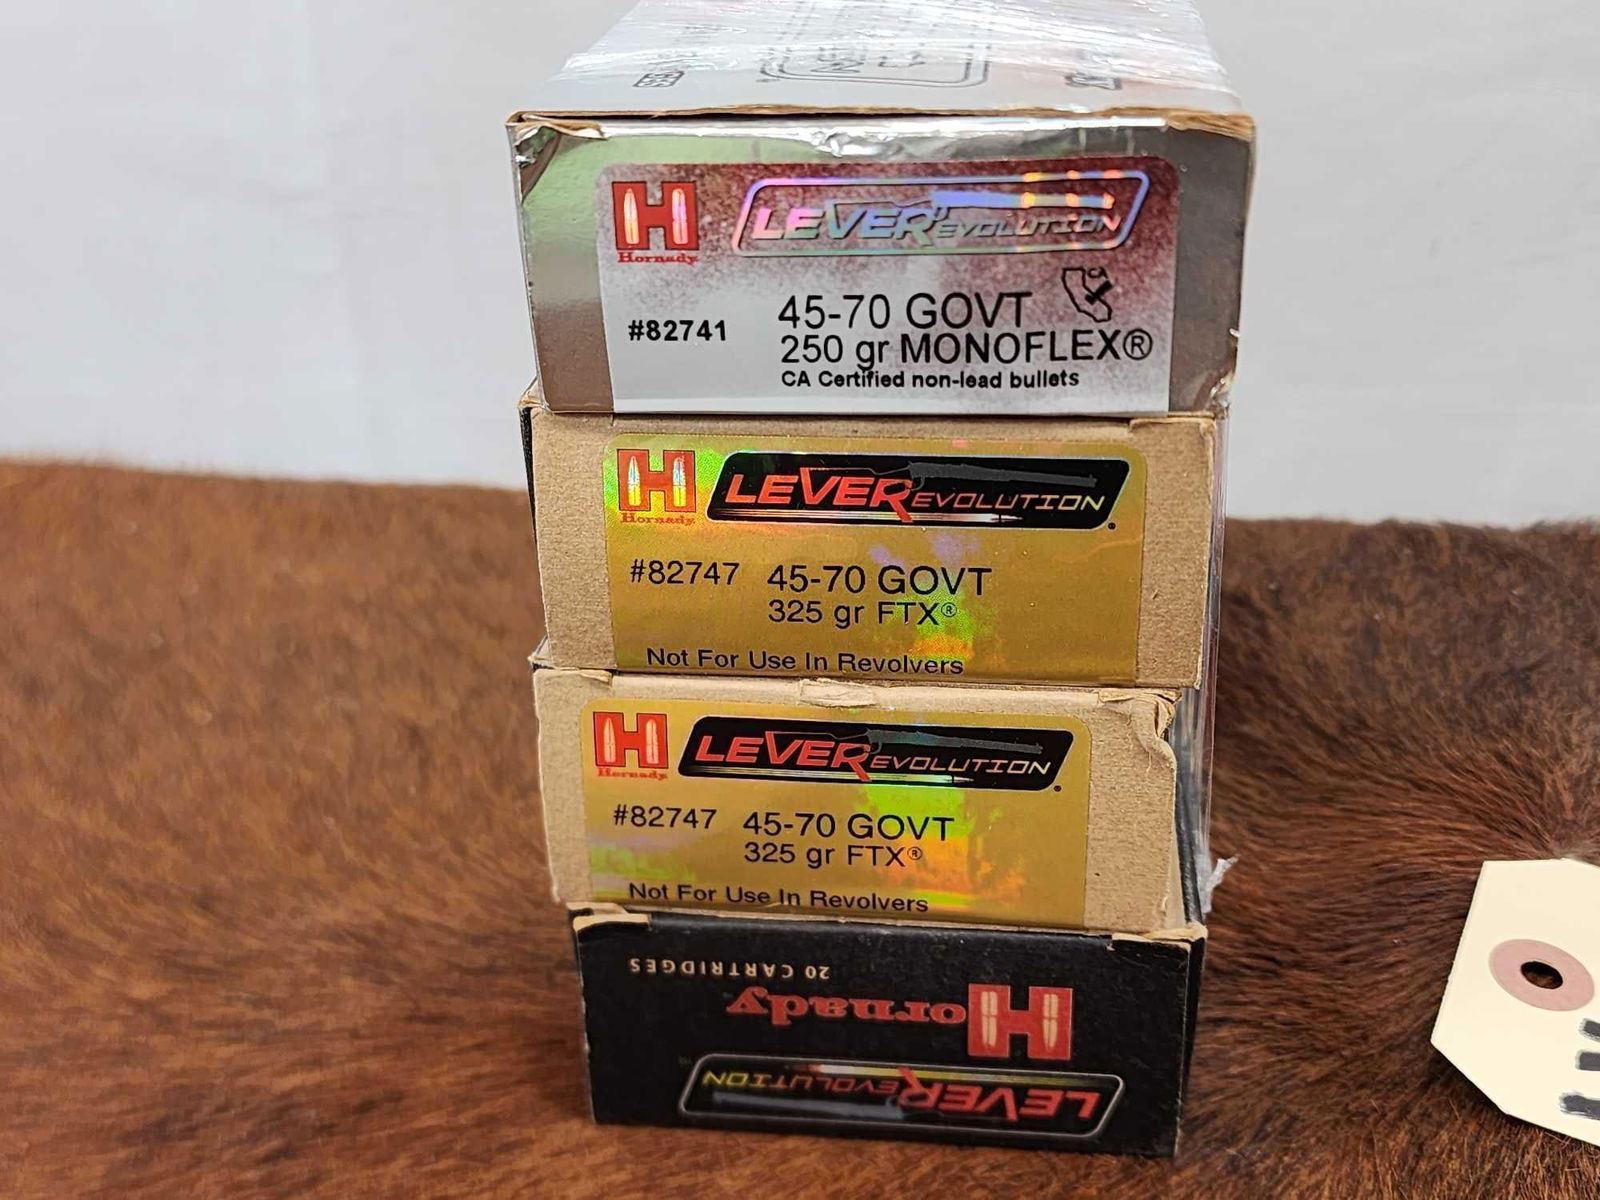 Hornady
LEVEREVOLUTION
CA
#82741
45-70 GOVT
250 gr MONOFLEX®
CA Certified non-lead bullets
Hornady
LEVEREVOLUTION®
#82747 45-70 GOVT
325 gr FTX®
Not For Use In Revolvers
Hornady
LEVEREVOLUTION®
#82747 45-70 GOVT
325 gr FTX®
Not For Use In Revolvers
20 CARTRIDGES
Hornady
LEVEREVOLUTION